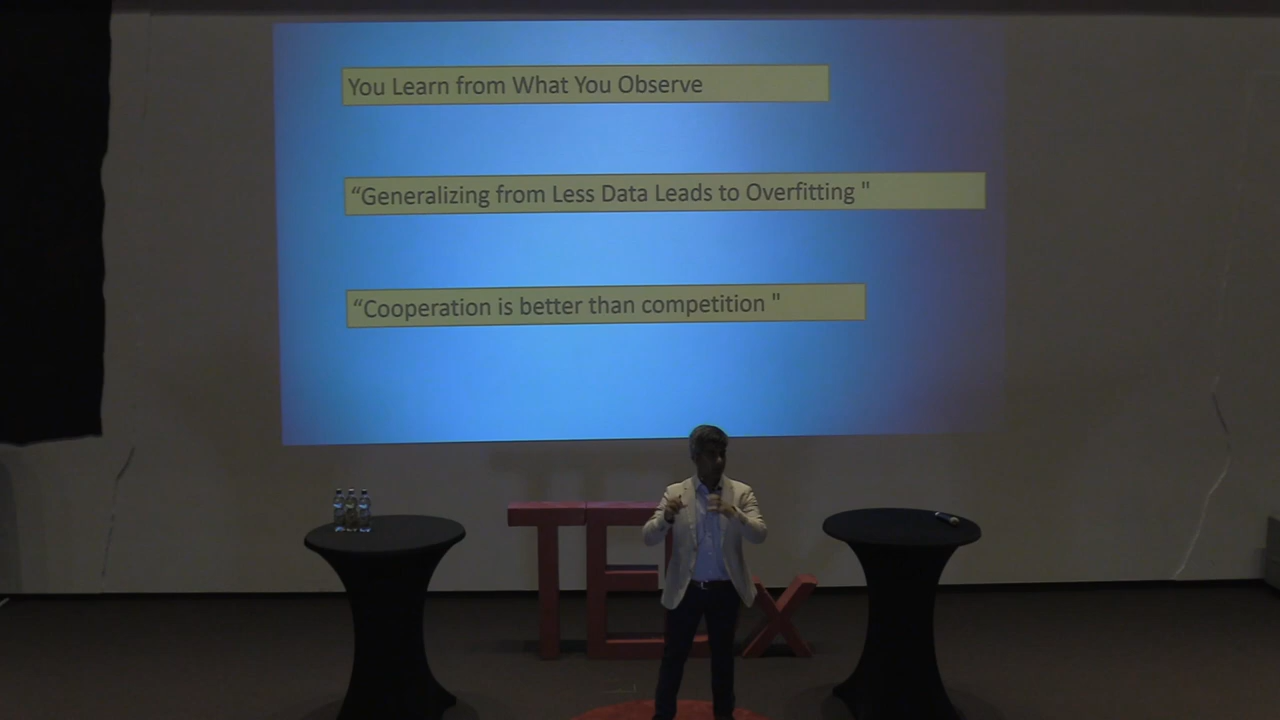 You Learn from What You Observe
“Generalizing from Less Data Leads to Overfitting "
“Cooperation is better than competition "
TEDx